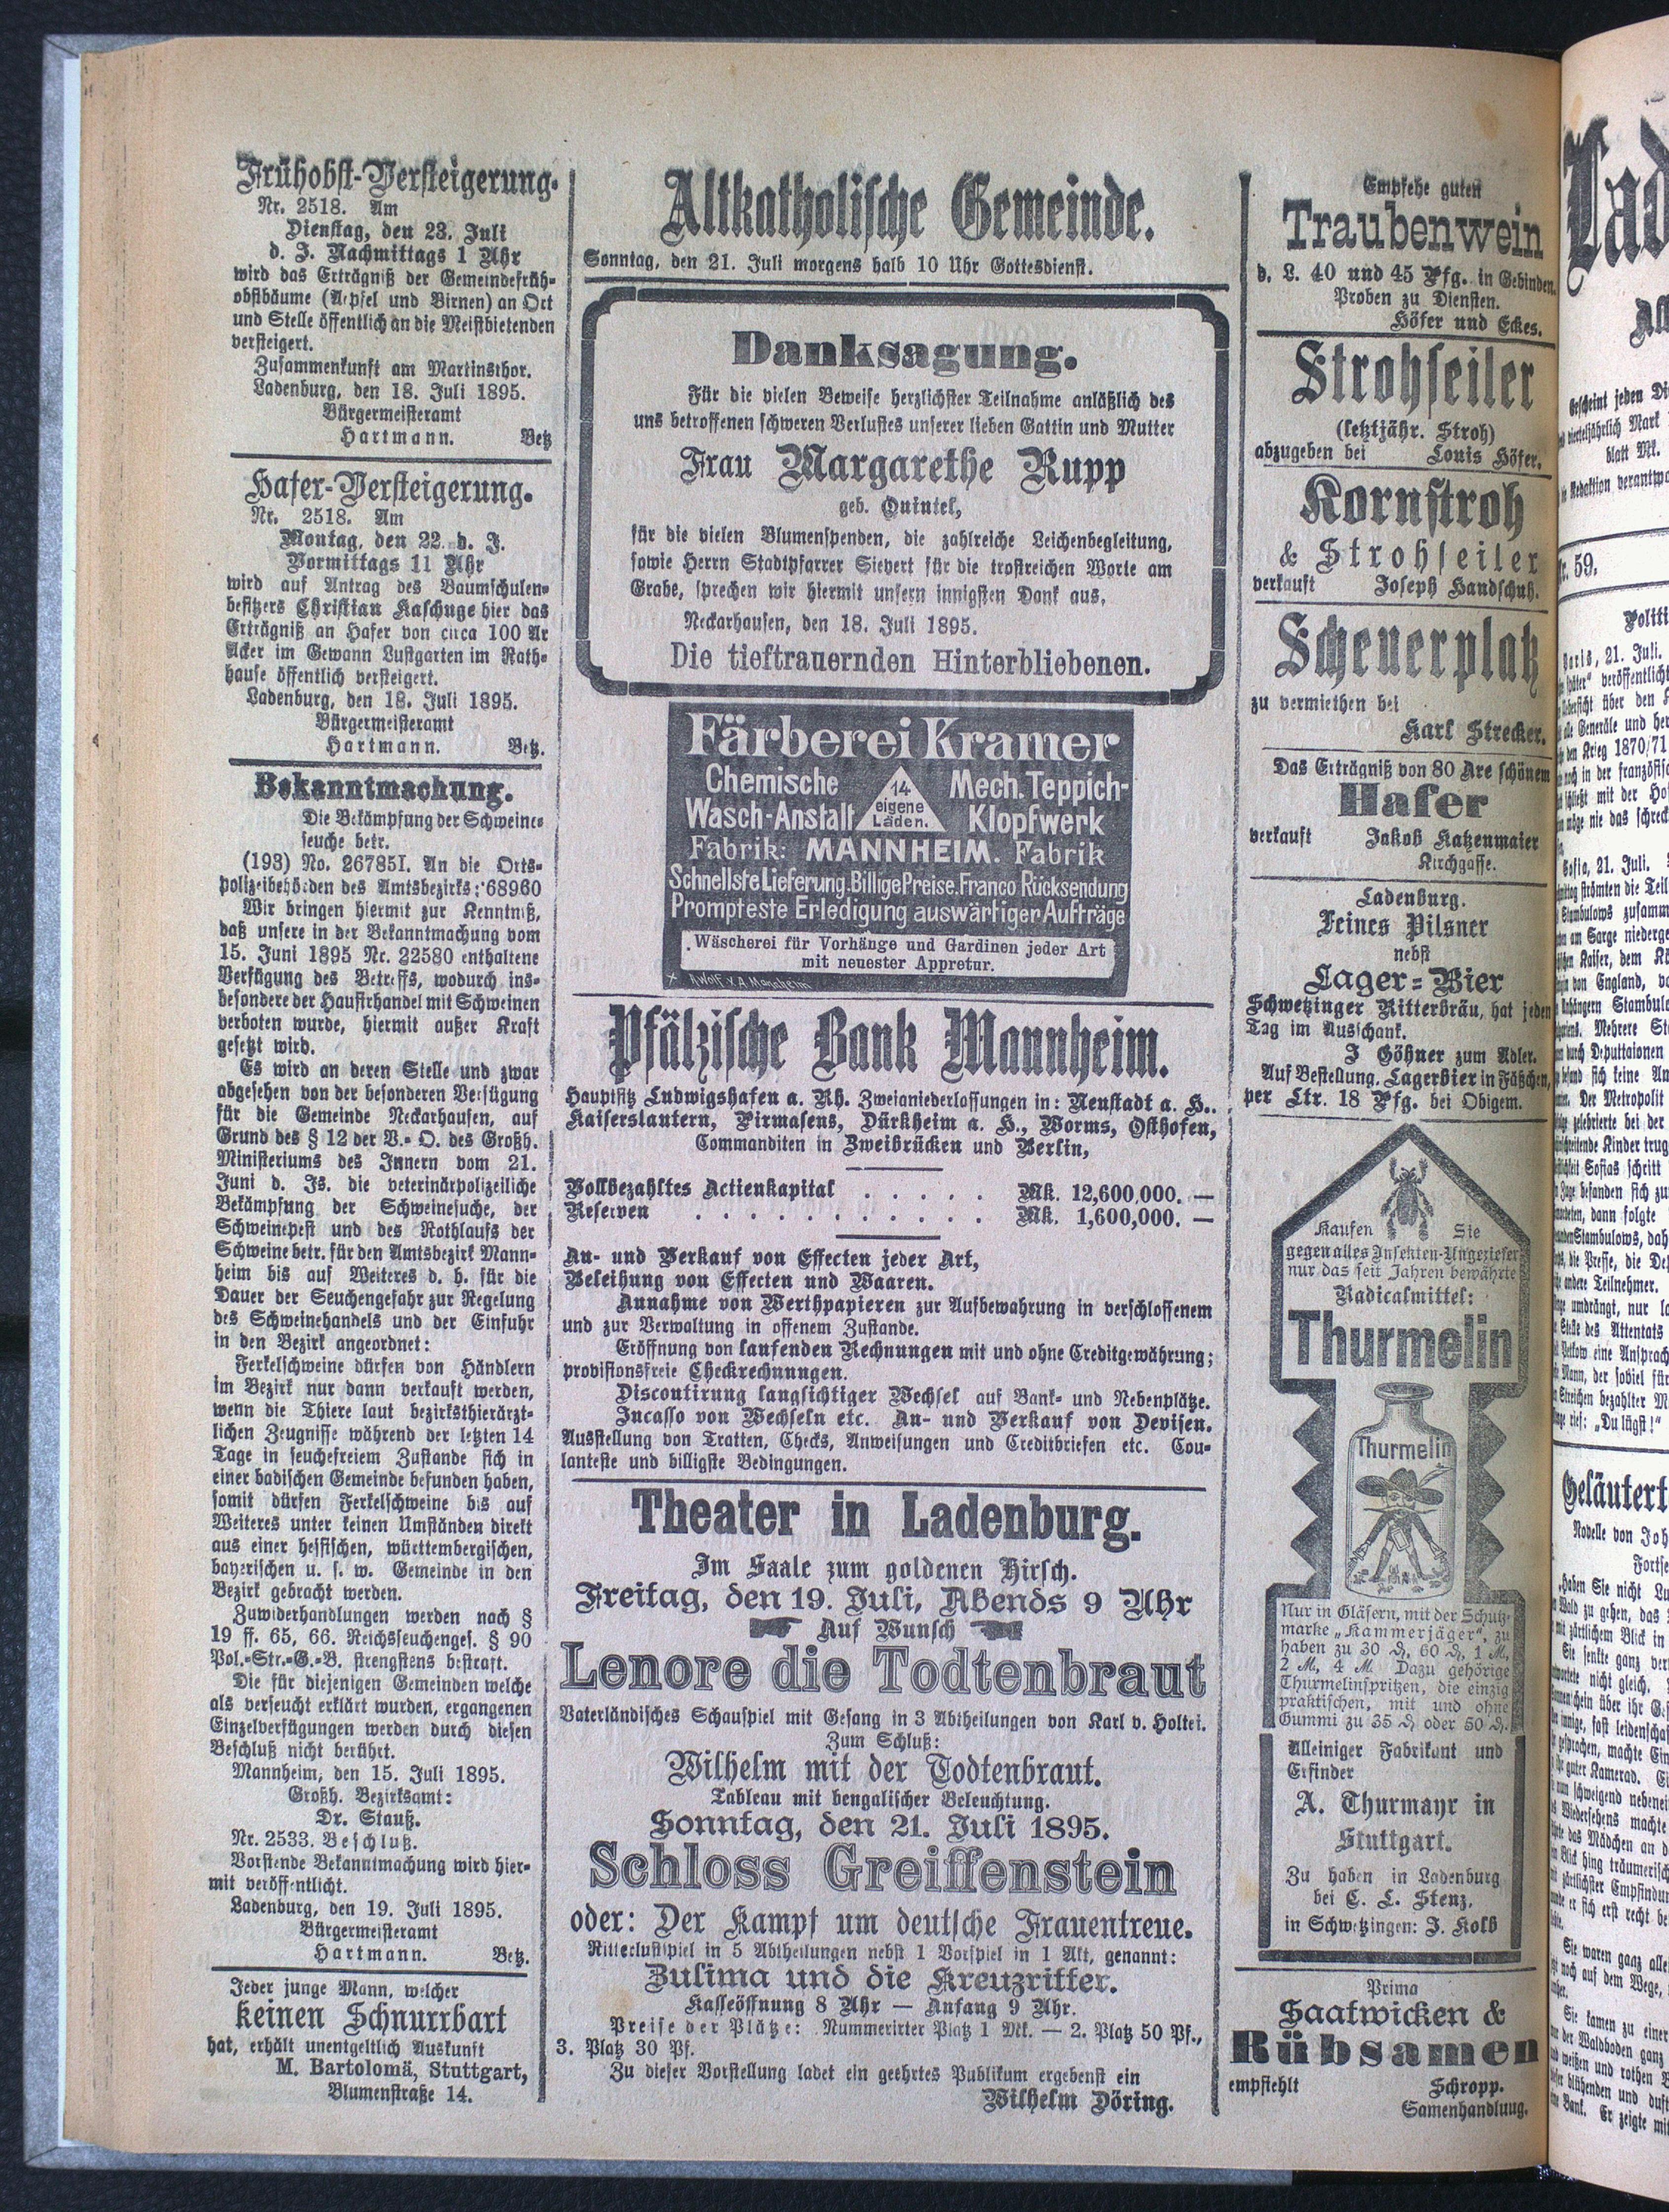 Frühobst-Versteigerung.
Nr. 2518. Am
Dienstag, den 23. Juli
d. J. Nachmittags 1 Uhr
wird das Erträgniß der Gemeindefrüh-
obstbäume (Aepfel und Birnen) an Ort
und Stelle öffentlich an die Meistbietenden
versteigert.
Zusammenkunft am Martinsthor.
Ladenburg, den 18. Juli 1895.
Bürgermeisteramt
Hartmann. Betz
Hafer-Versteigerung.
Nr. 2518. Am
Montag, den 22. d. J.
Vormittags 11 Uhr
wird auf Antrag des Baumschulen-
besitzers Christian Kaschuge hier das
Erträgniß an Hafer von circa 100 Ar
Acker im Gewann Lustgarten im Rath-
hause öffentlich versteigert.
Ladenburg, den 18. Juli 1895.
Bürgermeisteramt
Hartmann. Betz.
Bekanntmachung.
Die Bekämpfung der Schweine-
seuche betr.
(193) No. 26785I. An die Orts-
polizeibehörden des Amtsbezirks: 68960
Wir bringen hiermit zur Kenntniß,
daß unsere in der Bekanntmachung vom
15. Juni 1895 Nr. 22580 enthaltene
Verfügung des Betreffs, wodurch ins-
besondere der Hausirhandel mit Schweinen
verboten wurde, hiermit außer Kraft
gesetzt wird.
Es wird an deren Stelle und zwar
abgesehen von der besonderen Verfügung
für die Gemeinde Neckarhausen, auf
Grund des § 12 der V.- O. des Großh.
Ministeriums des Innern vom 21.
Juni d. Js. die veterinärpolizeiliche
Bekämpfung der Schweinesuche, der
Schweinepest und des Rothlaufs der
Schweine betr. für den Amtsbezirk Mann-
heim bis auf Weiteres d. h. für die
Dauer der Seuchengefahr zur Regelung
des Schweinehandels und der Einfuhr
in den Bezirk angeordnet:
Ferkelschweine dürfen von Händlern
im Bezirk nur dann verkauft werden,
wenn die Thiere laut bezirksthierärzt-
lichen Zeugnisse während der letzten 14
Tage in seuchefreiem Zustande sich in
einer badischen Gemeinde befunden haben,
somit dürfen Ferkelschweine bis auf
Weiteres unter keinen Umständen direkt
aus einer hessischen, württembergischen,
bayerischen u. s. w. Gemeinde in den
Bezirk gebracht werden.
Zuwiderhandlungen werden nach §
19 ff. 65, 66. Reichsseuchenges. § 90
Pol.-Str.-G.-B. strengstens bestraft.
Die für diejenigen Gemeinden welche
als verseucht erklärt wurden, ergangenen
Einzelverfügungen werden durch diesen
Beschluß nicht berührt.
Mannheim, den 15. Juli 1895.
Großh. Bezirksamt:
Dr. Stauß.
Nr. 2533. Beschluß.
Vorstende Bekanntmachung wird hier-
mit veröffentlicht.
Ladenburg, den 19. Juli 1895.
Bürgermeisteramt
Hartmann. Betz.
Jeder junge Mann, welcher
keinen Schnurrbart
hat, erhält unentgeltlich Auskunft
M. Bartolomä, Stuttgart,
Blumenstraße 14.
Altkatholische Gemeinde.
Sonntag, den 21. Juli morgens halb 10 Uhr Gottesdienst.
Danksagung.
Für die vielen Beweise herzlichster Teilnahme anläßlich des
uns betroffenen schweren Verlustes unserer lieben Gattin und Mutter
Frau Margarethe Rupp
geb. Quintel,
für die vielen Blumenspenden, die zahlreiche Leichenbegleitung,
sowie Herrn Stadtpfarrer Sievert für die trostreichen Worte am
Grabe, sprechen wir hiermit unsern innigsten Dank aus.
Neckarhausen, den 18. Juli 1895.
Die tieftrauernden Hinterbliebenen.
Färberei Kramer
Chemische Wasch-Anstalt
14 eigene Läden.
Mech. Teppich-Klopfwerk
Fabrik: MANNHEIM. Fabrik
Schnellste Lieferung. Billige Preise. Franco Rücksendung
Prompteste Erledigung auswärtiger Aufträge
Wäscherei für Vorhänge und Gardinen jeder Art
mit neuester Appretur.
Pfälzische Bank Mannheim.
Hauptsitz Ludwigshafen a. Rh. Zweianiederlassungen in: Neustadt a. H.,
Kaiserslautern, Pirmasens, Dürkheim a. H., Worms, Osthofen,
Commanditen in Zweibrücken und Berlin,
Vollbezahltes Actienkapital . . . . . Mk. 12,600,000. —
Reserven . . . . . . . . . . Mk. 1,600,000. —
An- und Verkauf von Effecten jeder Art,
Beleihung von Effecten und Waaren.
Annahme von Werthpapieren zur Aufbewahrung in verschlossenem
und zur Verwaltung in offenem Zustande.
Eröffnung von laufenden Rechnungen mit und ohne Creditgewährung;
provisionsfreie Checkrechnungen.
Discontirung langsichtiger Wechsel auf Bank- und Nebenplätze.
Incasso von Wechseln etc. An- und Verkauf von Devisen.
Ausstellung von Tratten, Checks, Anweisungen und Creditbriefen etc. Cou-
lanteste und billigste Bedingungen.
Theater in Ladenburg.
Im Saale zum goldenen Hirsch.
Freitag, den 19. Juli, Abends 9 Uhr
Auf Wunsch
Lenore die Todtenbraut
Vaterländisches Schauspiel mit Gesang in 3 Abtheilungen von Karl v. Holtei.
Zum Schluß:
Wilhelm mit der Todtenbraut.
Tableau mit bengalischer Beleuchtung.
Sonntag, den 21. Juli 1895.
Schloss Greiffenstein
oder: Der Kampf um deutsche Frauentreue.
Ritterlustspiel in 5 Abtheilungen nebst 1 Vorspiel in 1 Akt, genannt:
Zulima und die Kreuzritter.
Kasseöffnung 8 Uhr — Anfang 9 Uhr.
Preise der Plätze: Nummerirter Platz 1 Mk. — 2. Platz 50 Pf.,
3. Platz 30 Pf.
Zu dieser Vorstellung ladet ein geehrtes Publikum ergebenst ein
Wilhelm Döring.
Empfehe guten
Traubenwein
d. L. 40 und 45 Pfg. in Gebinden.
Proben zu Diensten.
Höfer und Eckes.
Strohseiler
(letztjähr. Stroh)
abzugeben bei Louis Höfer.
Kornstroh
& Strohseiler
verkauft Joseph Handschuh.
Scheuerplatz
zu vermiethen bei
Karl Strecker.
Das Erträgniß von 80 Are schönem
Hafer
verkauft Jakob Katzenmaier
Kirchgasse.
Ladenburg.
Feines Pilsner
nebst
Lager-Bier
Schwetzinger Ritterbräu, hat jeden
Tag im Ausschank.
J Göhner zum Adler.
Auf Bestellung. Lagerbier in Fäßchen,
per Ltr. 18 Pfg. bei Obigem.
Kaufen Sie
gegen alles Insekten-Ungeziefer
nur das seit Jahren bewährte
Radicalmittel:
Thurmelin
Thurmelin
Nur in Gläsern, mit der Schutz-
marke „Kammerjäger", zu
haben zu 30 ₰, 60 ₰, 1 M,
2 M, 4 M. Dazu gehörige
Thurmelinspritzen, die einzig
praktischen, mit und ohne
Gummi zu 35 ₰ oder 50 ₰.
Alleiniger Fabrikant und
Erfinder
A. Thurmayr in
Stuttgart.
Zu haben in Ladenburg
bei C. L. Stenz,
in Schwetzingen: J. Kolb
Prima
Saatwicken &
Rübsamen
empfiehlt Schropp.
Samenhandluug.